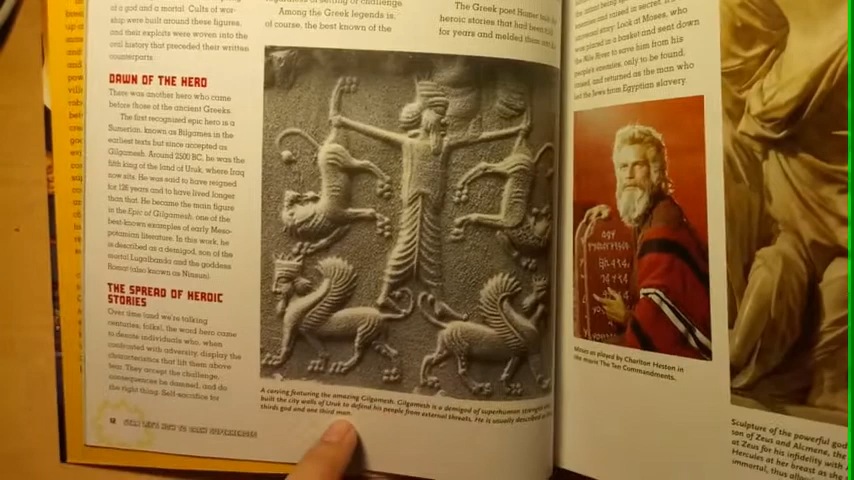 of a god and a mortal. Cults of wor-
ship were built around these figures,
and their exploits were woven into the
oral history that preceded their written
counterparts.
DAWN OF THE HERO
There was another hero who came
before those of the ancient Greeks.
The first recognized epic hero is a
Sumerian, known as Bilgames in the
earliest texts but since accepted as
Gilgamesh. Around 2500 BC, he was the
fifth king of the land of Uruk, where Iraq
now sits. He was said to have reigned
for 126 years and to have lived longer
than that. He became the main figure
in the Epic of Gilgamesh, one of the
best-known examples of early Meso-
potamian literature. In this work, he
is described as a demigod, son of the
mortal Lugalbanda and the goddess
Rimat (also known as Ninsun).
THE SPREAD OF HEROIC
STORIES
Over time (and we're talking
centuries, folks), the word hero came
to denote individuals who, when
confronted with adversity, display the
characteristics that lift them above
fear. They accept the challenge,
consequences be damned, and do
the right thing. Self-sacrifice for
setting or challenge.
Among the Greek legends is,
of course, the best known of the
The Greek poet Homer took
heroic stories that had been
for years and melded them
A carving featuring the amazing Gilgamesh. Gilgamesh is a demigod of superhuman strength
built the city walls of Uruk to defend his people from external threats. He is usually described as
thirds god and one third man.
STAN LEE'S HOW TO DRAW SUPERHEROES
and raised in secret.
story. Look at Moses, who
was placed in a basket and sent down
the Nile River to save him from his
people's enemies, only to be found,
raised, and returned as the man who
led the Jews from Egyptian slavery.
Moses as played by Charlton Heston in
the movie The Ten Commandments.
Sculpture of the powerful god
son of Zeus and Alcmene, the
at Zeus for his infidelity with
Hercules at her breast as she
immortal, thus